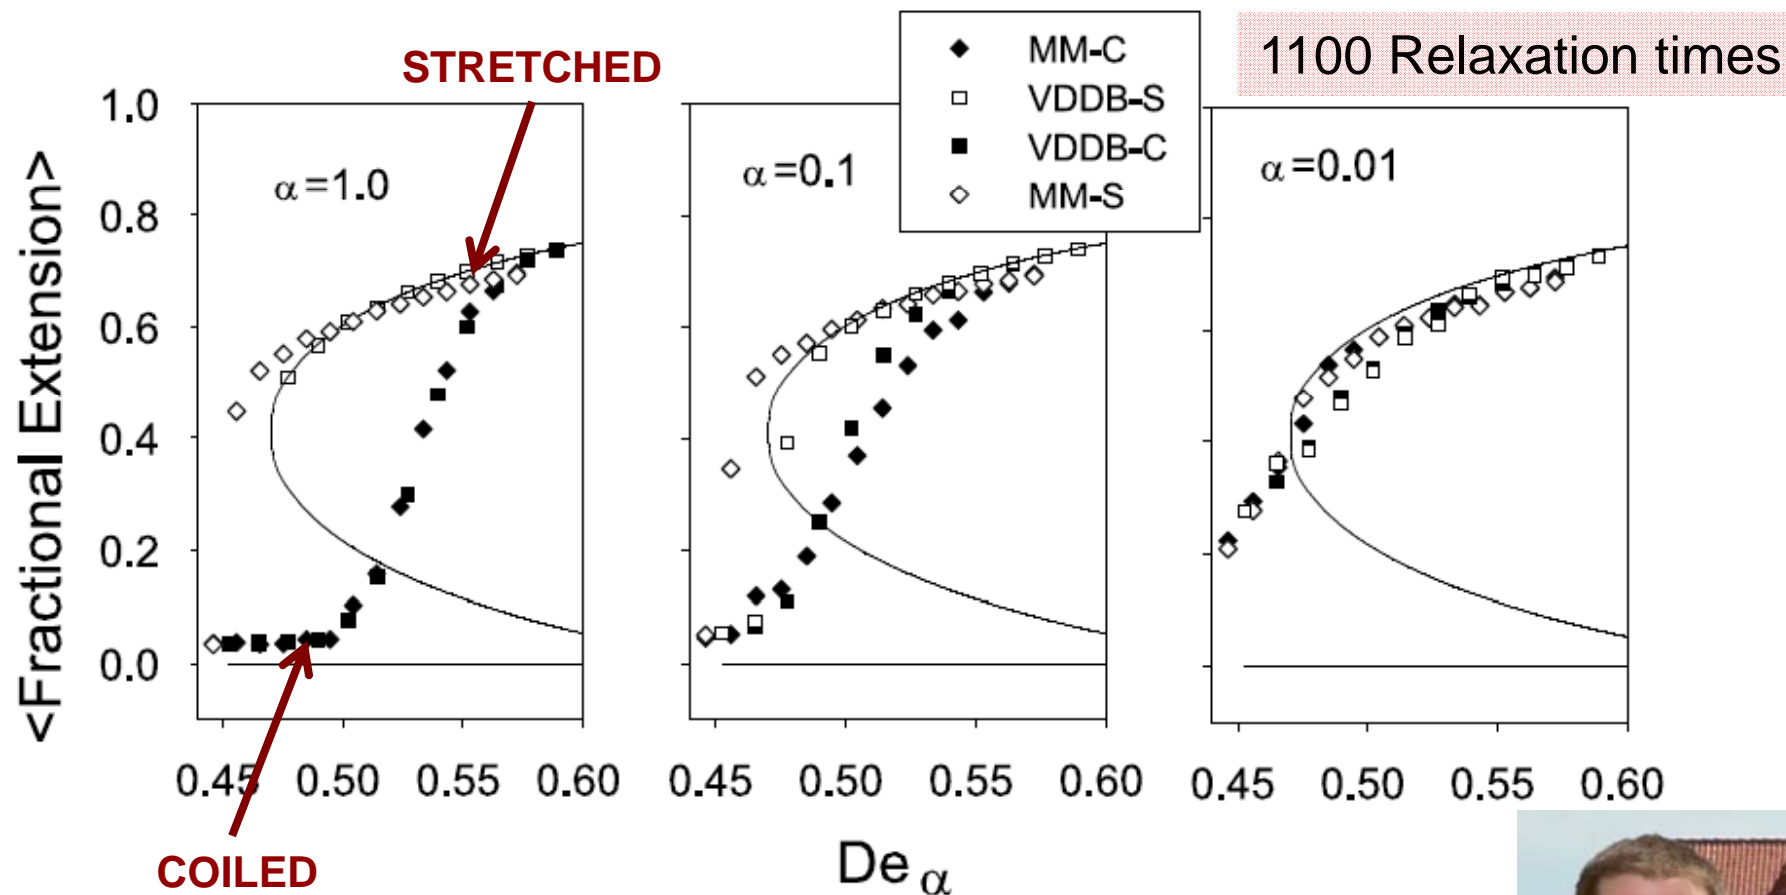 STRETCHED
MM-C
VDDB-S
VDDB-C
MM-S
1100 Relaxation times
<Fractional Extension>
1.0
0.8
0.6
0.4
0.2
0.0
α=1.0
α=0.1
α=0.01
0.45 0.50 0.55 0.60
0.45 0.50 0.55 0.60
0.45 0.50 0.55 0.60
COILED
De α